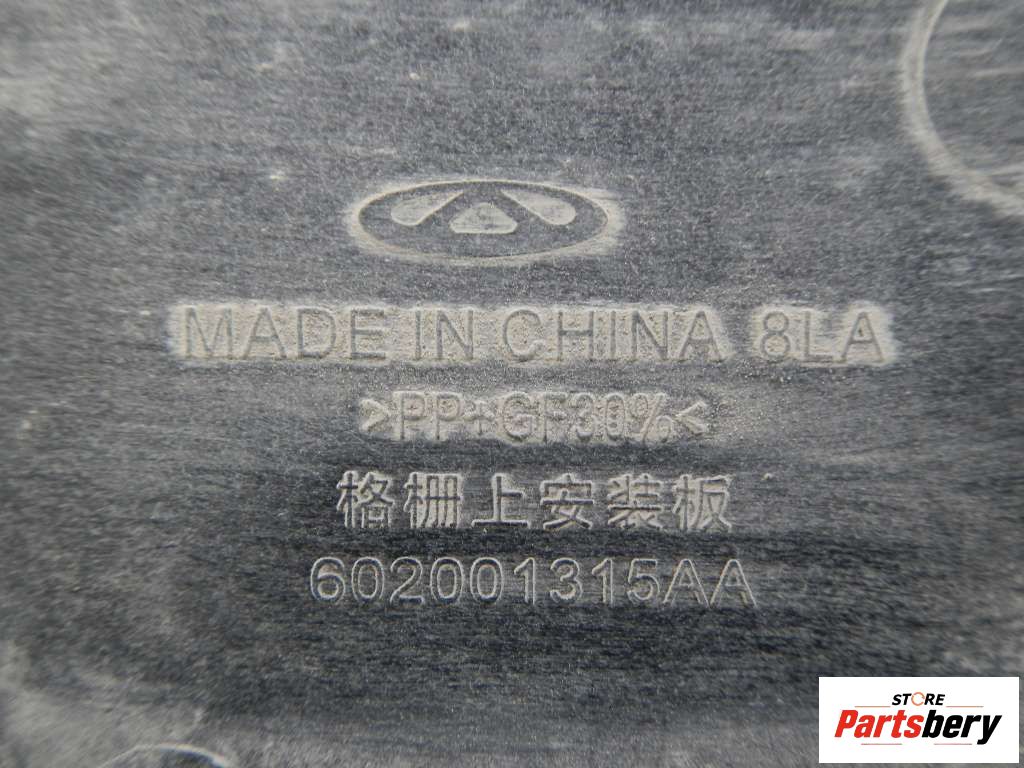 MADE IN CHINA 8LA
>PP+GF30%<
格栅上安装板
602001315AA
STORE
Partsbery